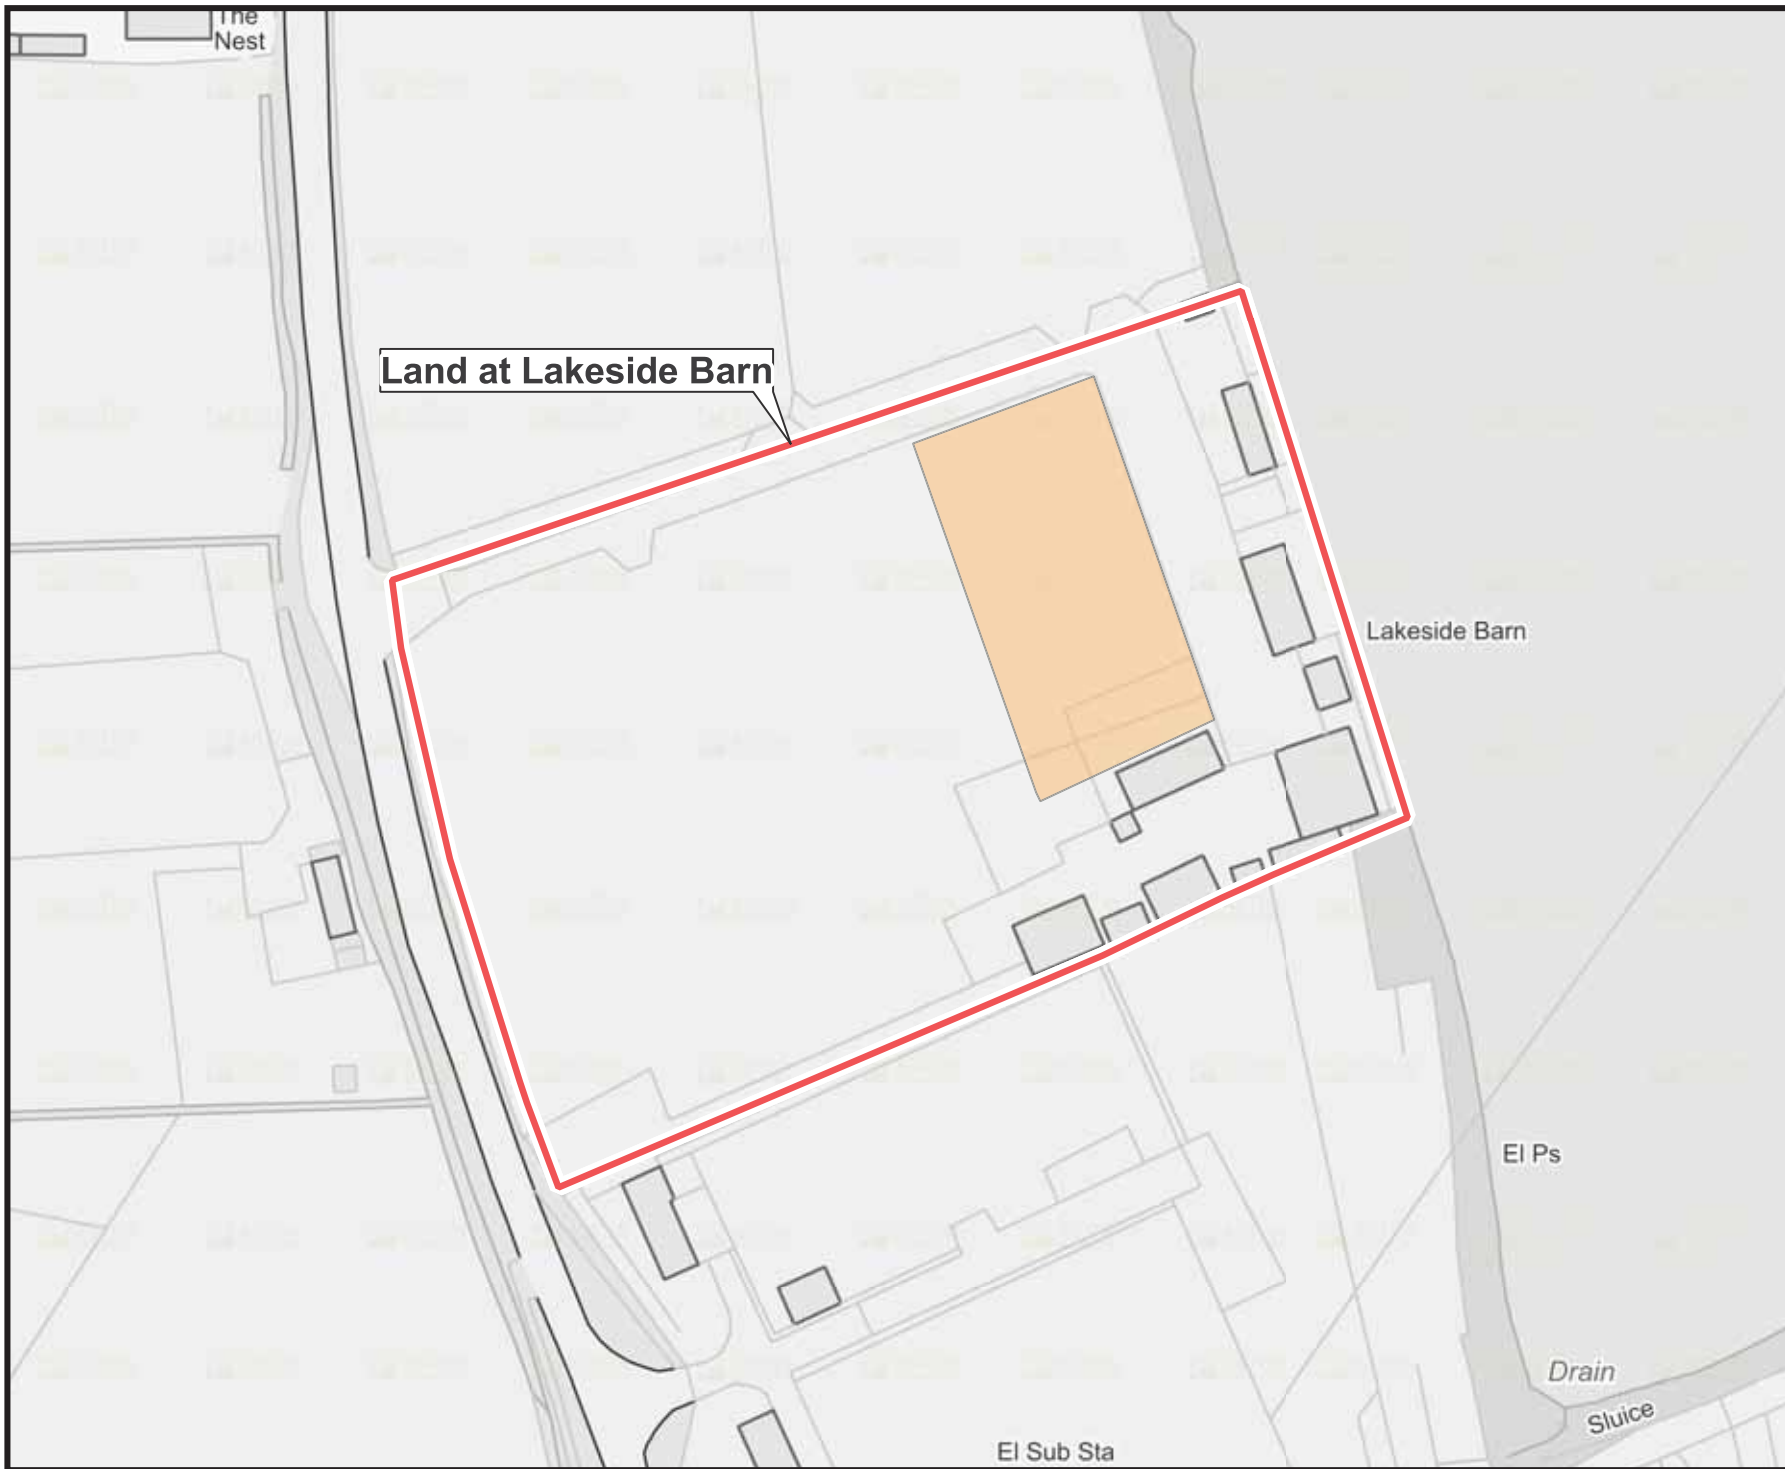 The
Nest
Land at Lakeside Barn
Lakeside Barn
El Ps
Drain
Sluice
El Sub Sta